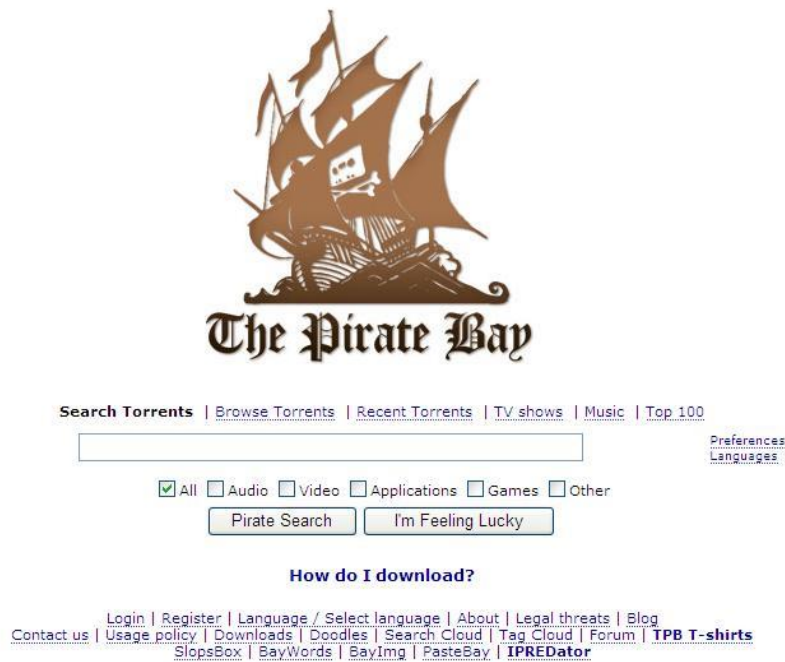 The Pirate Bay
Search Torrents | Browse Torrents | Recent Torrents | TV shows | Music | Top 100
Preferences
Languages
All Audio Video Applications Games Other
Pirate Search I'm Feeling Lucky
How do I download?
Login | Register | Language / Select language | About | Legal threats | Blog
Contact us | Usage policy | Downloads | Doodles | Search Cloud | Tag Cloud | Forum | TPB T-shirts
SlopsBox | BayWords | BayImg | PasteBay | IPREDator